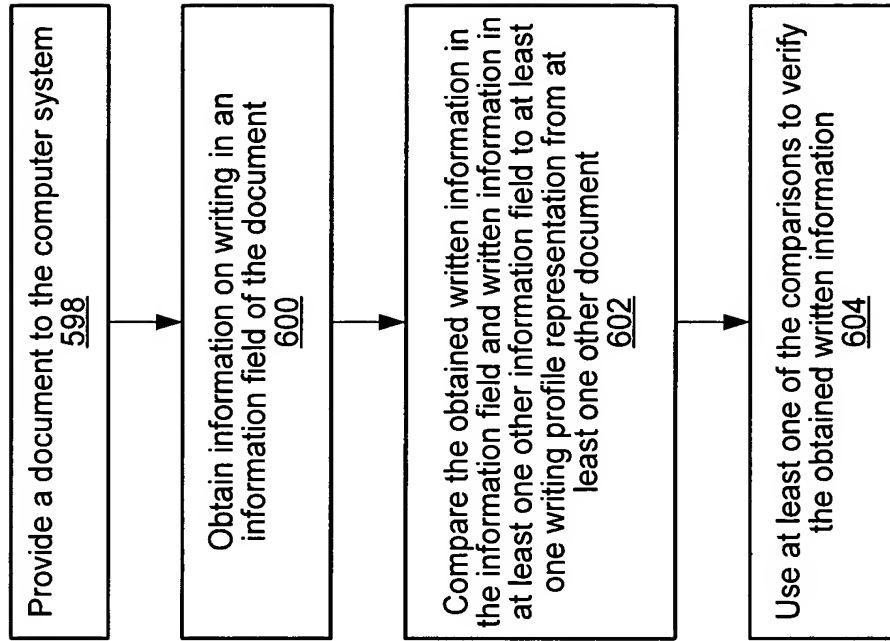 Provide a document to the computer system
598
Obtain information on writing in an
information field of the document
600
Compare the obtained written information in
the information field and written information in
at least one other information field to at least
one writing profile representation from at
least one other document
602
Use at least one of the comparisons to verify
the obtained written information
604